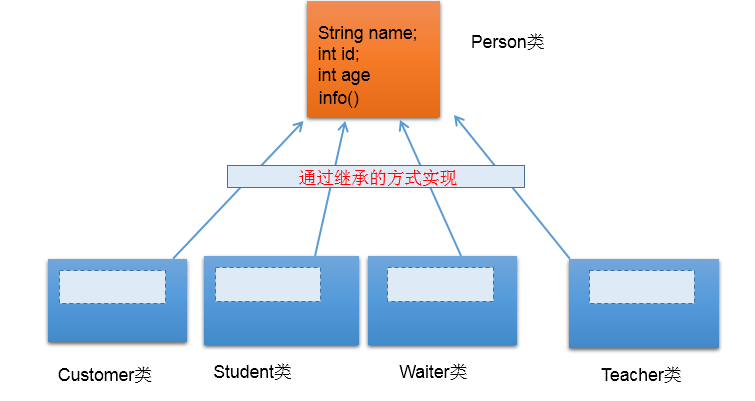 String name;
int id;
int age
info()
Person类
通过继承的方式实现
Customer类
Student类
Waiter类
Teacher类